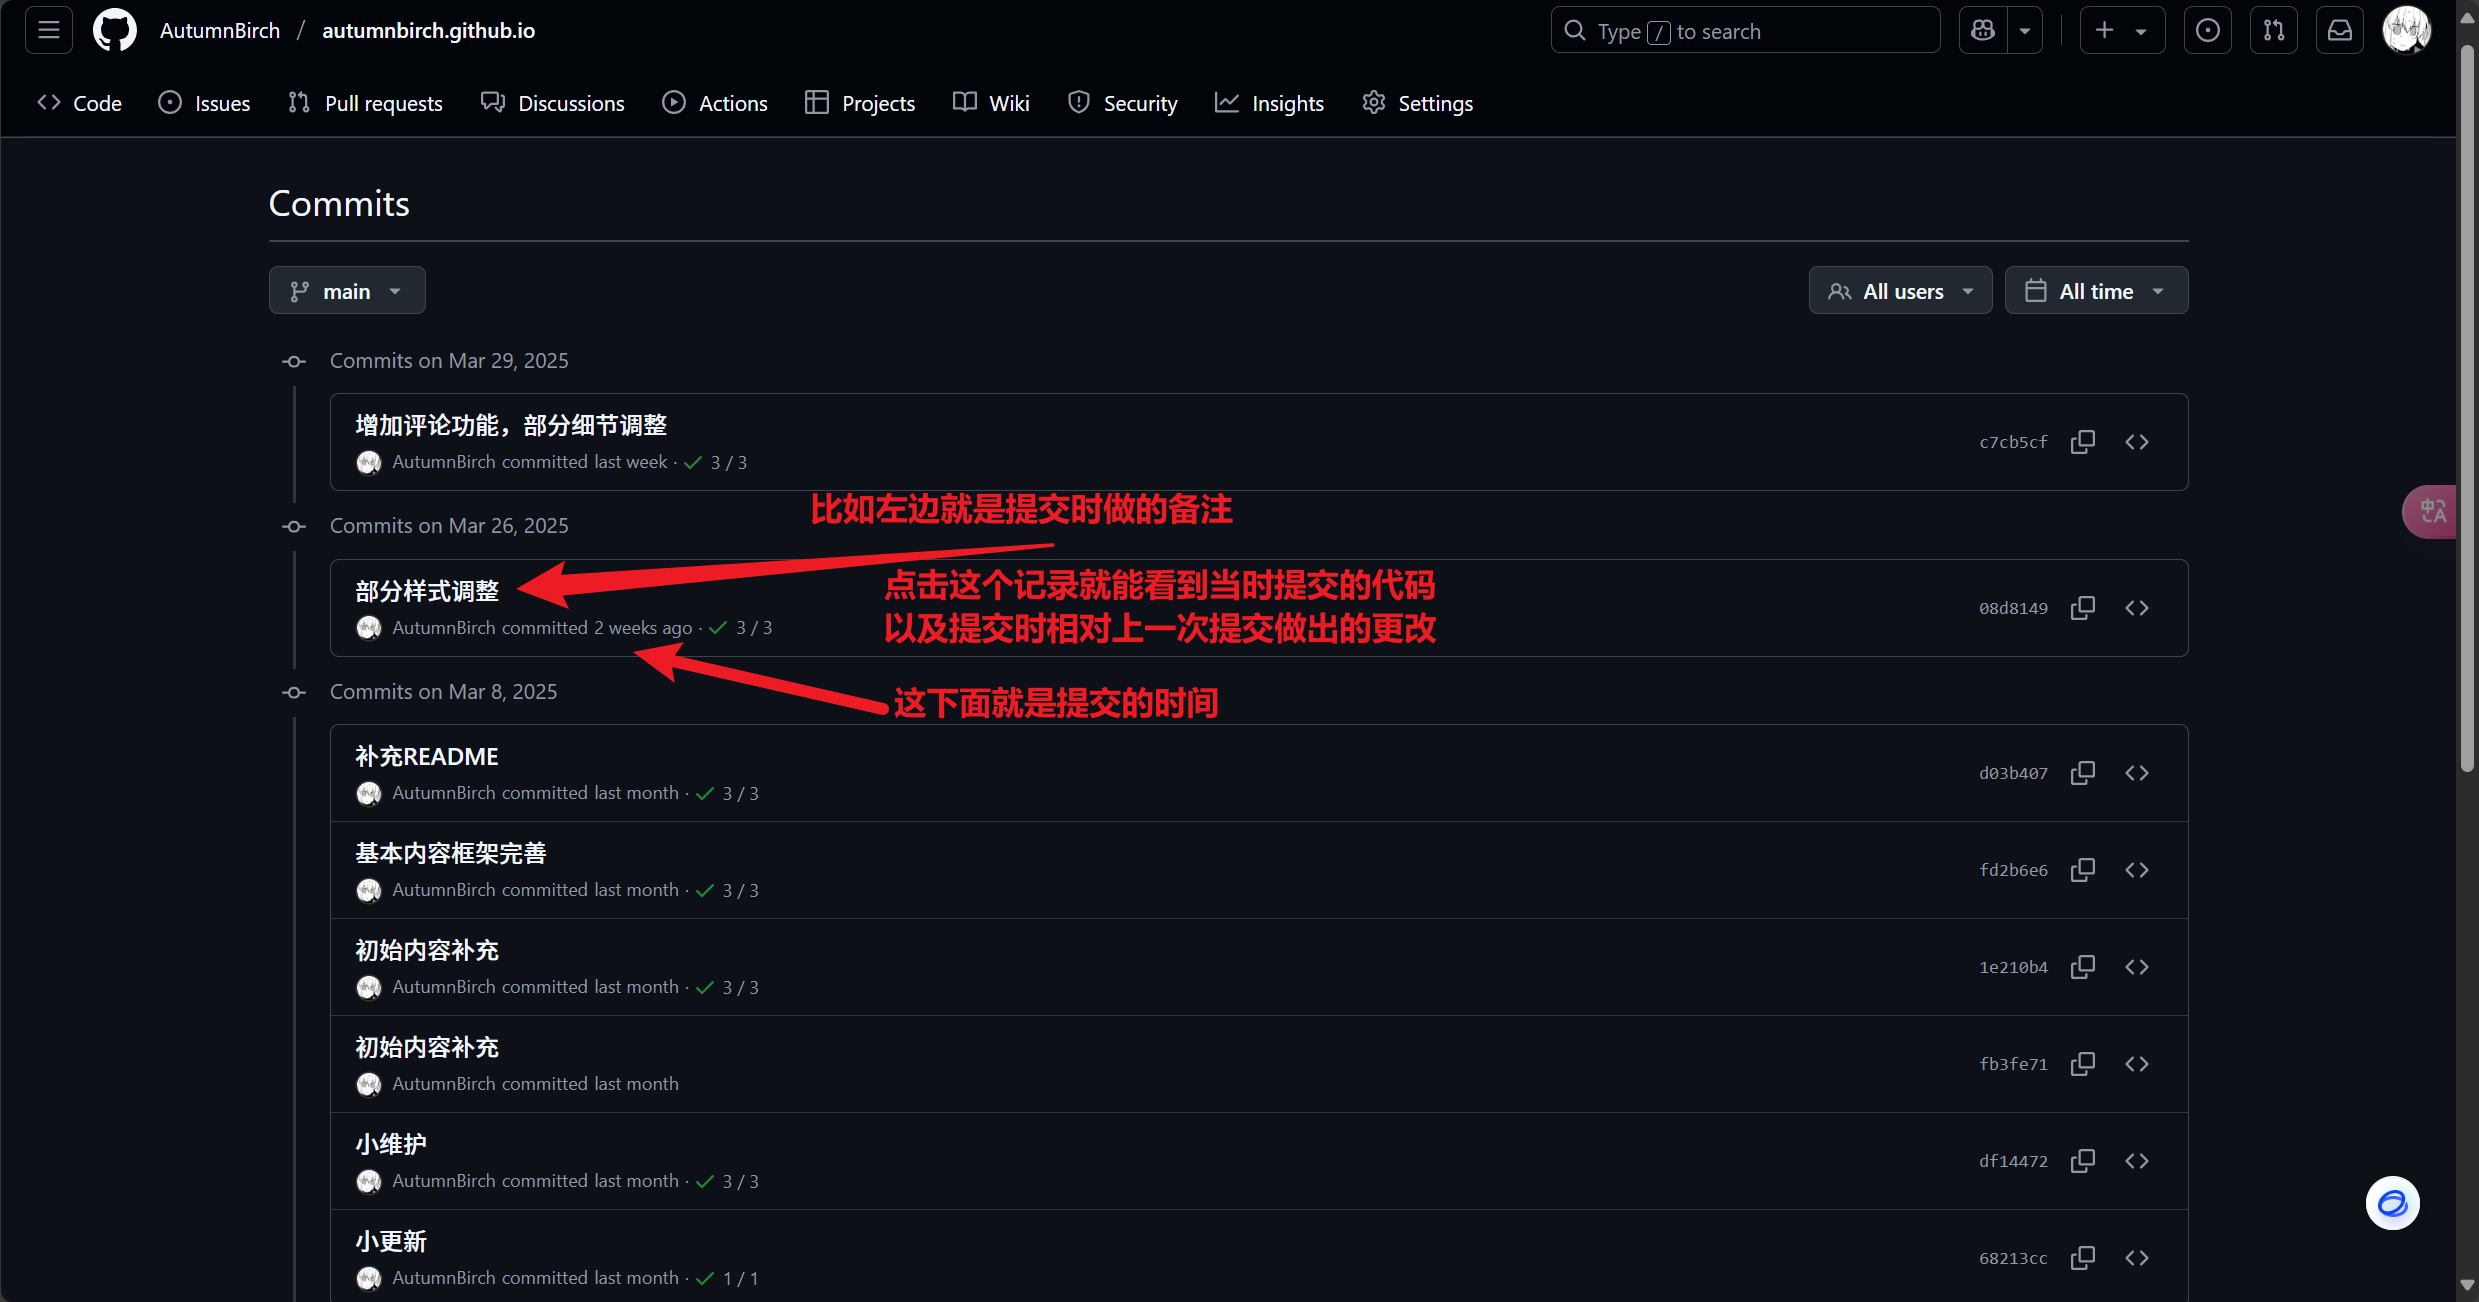 AutumnBirch / autumnbirch.github.io
Type / to search
Code Issues Pull requests Discussions Actions Projects Wiki Security Insights Settings
Commits
main
All users
All time
Commits on Mar 29, 2025
增加评论功能，部分细节调整
AutumnBirch committed last week · 3 / 3
c7cb5cf
比如左边就是提交时做的备注
Commits on Mar 26, 2025
部分样式调整
AutumnBirch committed 2 weeks ago · 3 / 3
08d8149
点击这个记录就能看到当时提交的代码
以及提交时相对上一次提交做出的更改
这下面就是提交的时间
Commits on Mar 8, 2025
补充README
AutumnBirch committed last month · 3 / 3
d03b407
基本内容框架完善
AutumnBirch committed last month · 3 / 3
fd2b6e6
初始内容补充
AutumnBirch committed last month · 3 / 3
1e210b4
初始内容补充
AutumnBirch committed last month
fb3fe71
小维护
AutumnBirch committed last month · 3 / 3
df14472
小更新
AutumnBirch committed last month · 1 / 1
68213cc
中A